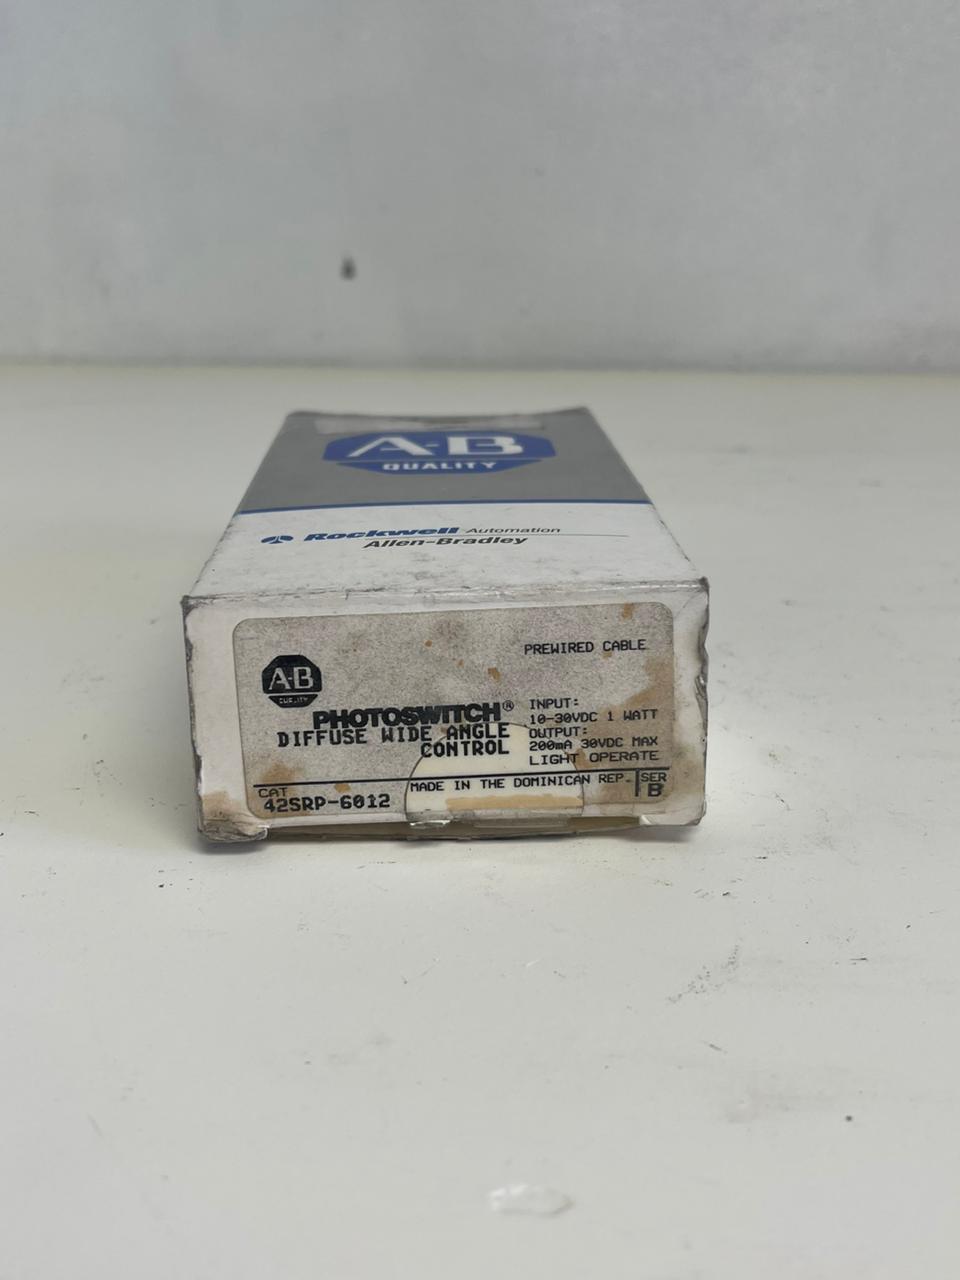 A-B
QUALITY
Rockwell Automation
Allen-Bradley
PREWIRED CABLE
A-B
QUALITY
PHOTOSWITCH®
DIFFUSE WIDE ANGLE
CONTROL
INPUT:
10-30VDC 1 WATT
OUTPUT:
200mA 30VDC MAX
LIGHT OPERATE
CAT
42SRP-6012
MADE IN THE DOMINICAN REP.
SER
B